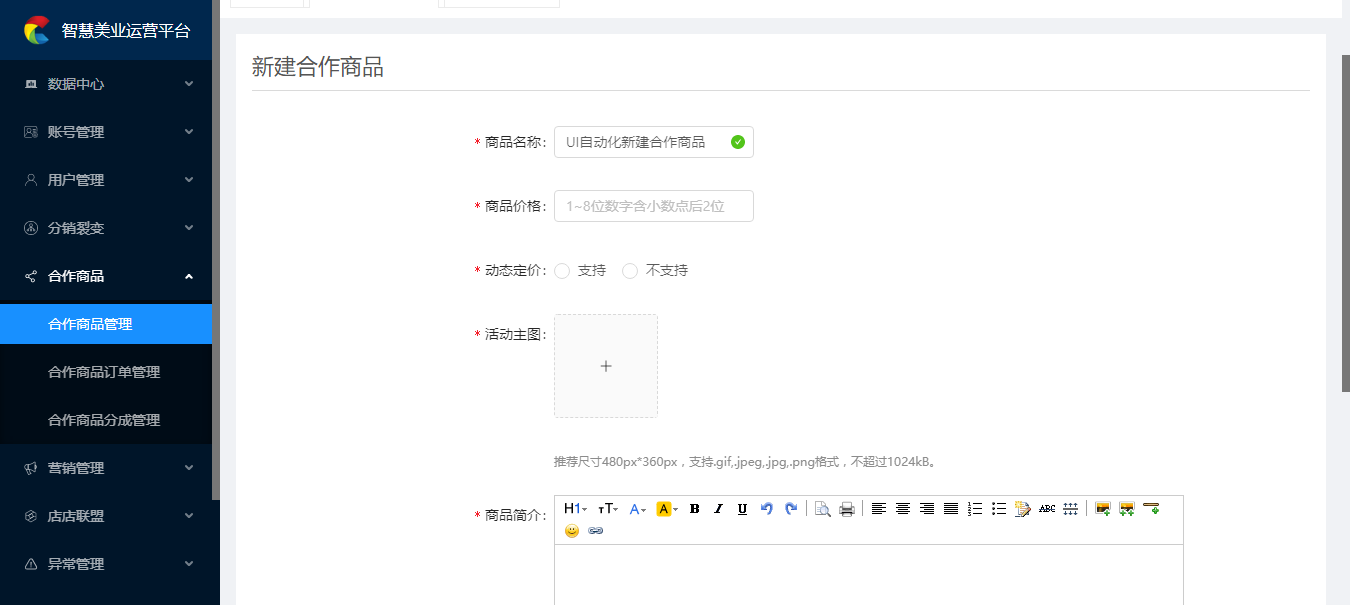 智慧美业运营平台
数据中心
账号管理
用户管理
分销裂变
合作商品
合作商品管理
合作商品订单管理
合作商品分成管理
营销管理
店店联盟
异常管理
新建合作商品
* 商品名称: UI自动化新建合作商品
* 商品价格: 1~8位数字含小数点后2位
* 动态定价: 支持 不支持
* 活动主图:
推荐尺寸480px*360px，支持.gif,.jpeg,.jpg,.png格式，不超过1024kB。
* 商品简介: H1 TT A A B I U ABC